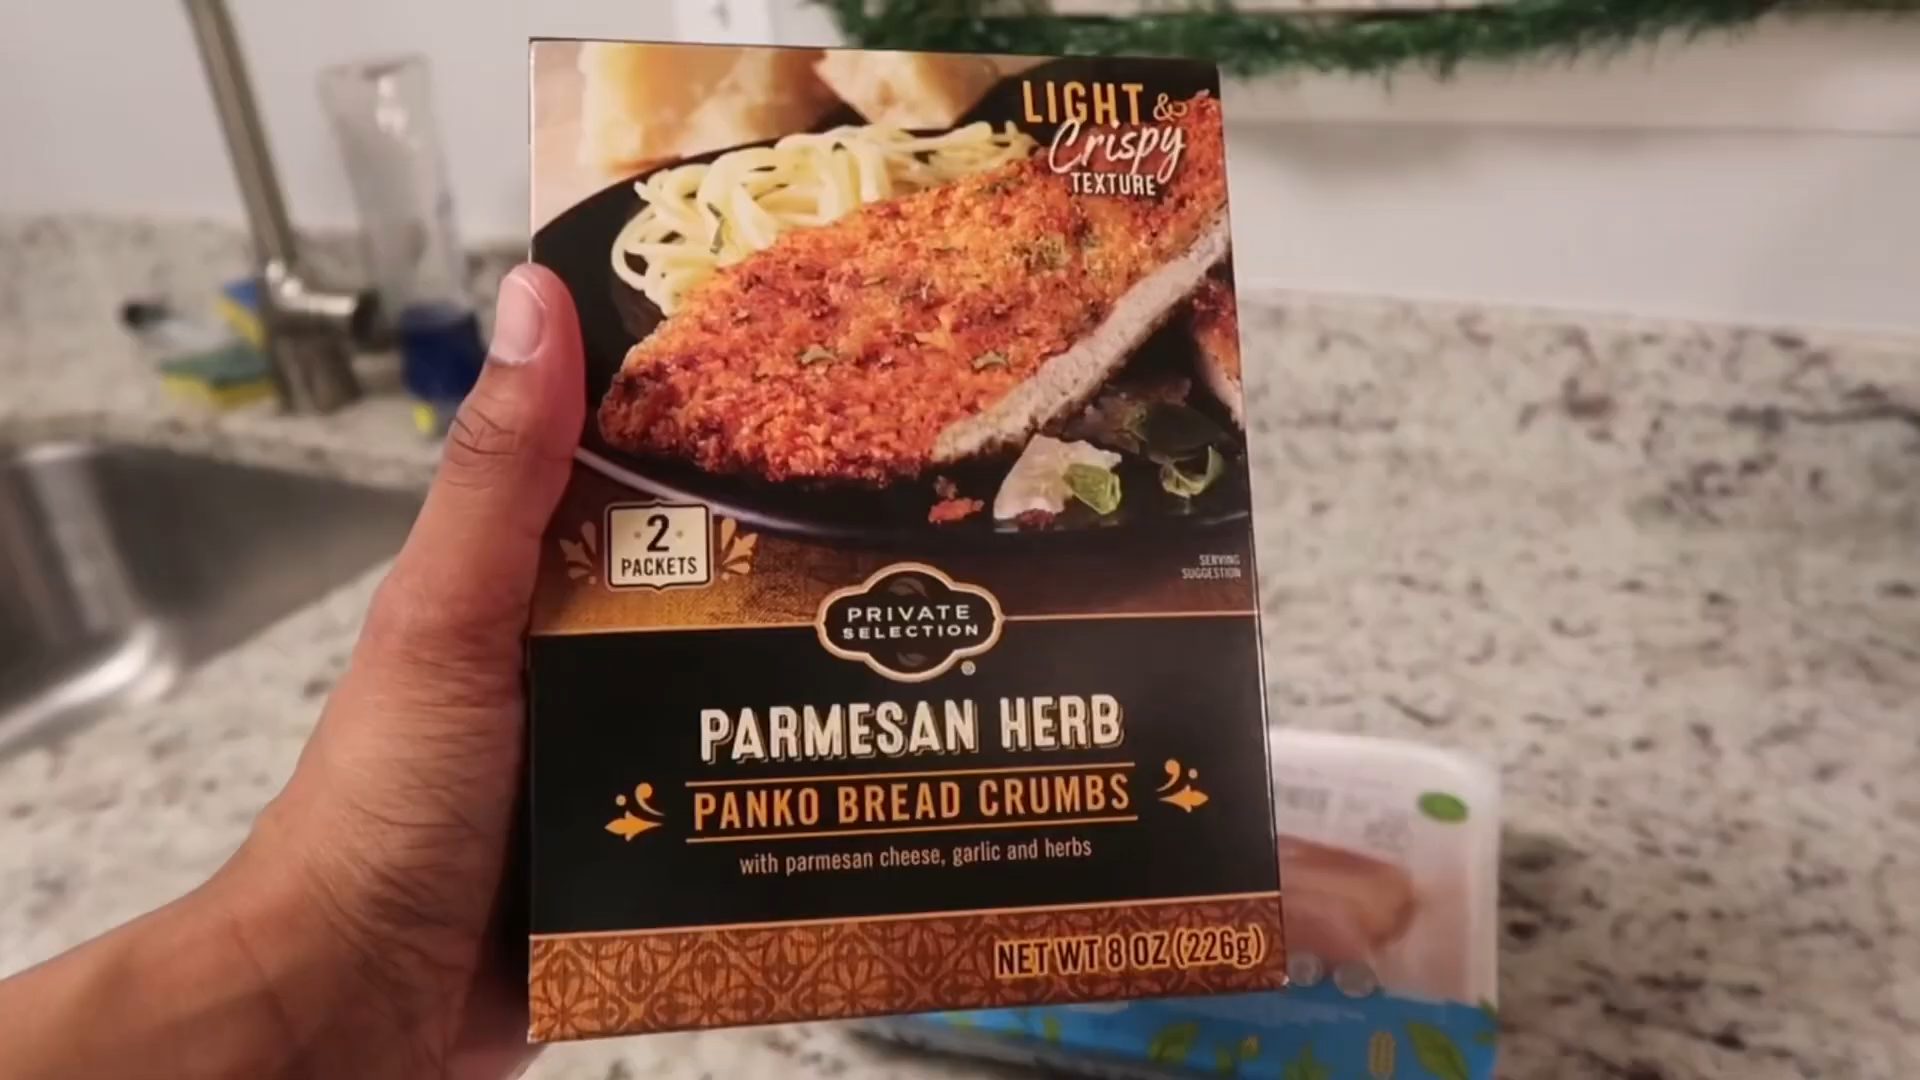 LIGHT &
Crispy
TEXTURE
2
PACKETS
SERVING
SUGGESTION
PRIVATE
SELECTION
®
PARMESAN HERB
PANKO BREAD CRUMBS
with parmesan cheese, garlic and herbs
NET WT 8 OZ (226g)